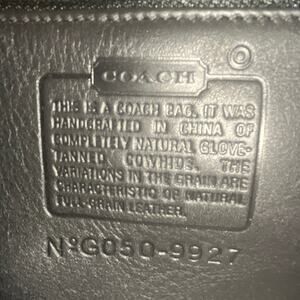 COACH
THIS IS A COACH BAG. IT WAS
HANDCRAFTED IN CHINA OF
COMPLETELY NATURAL GLOVE-
TANNED COWHIDE. THE
VARIATIONS IN THE GRAIN ARE
CHARACTERISTIC OF NATURAL
FULL-GRAIN LEATHER.
NºG050-9927